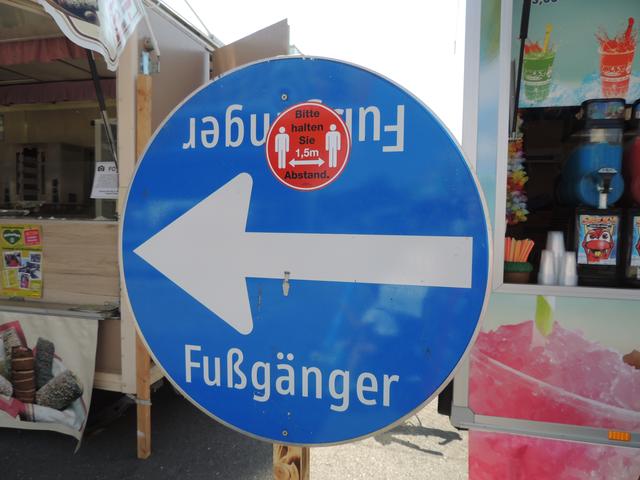 Fußgänger
Bitte
halten
Sie
1,5m
Abstand.
Fußgänger